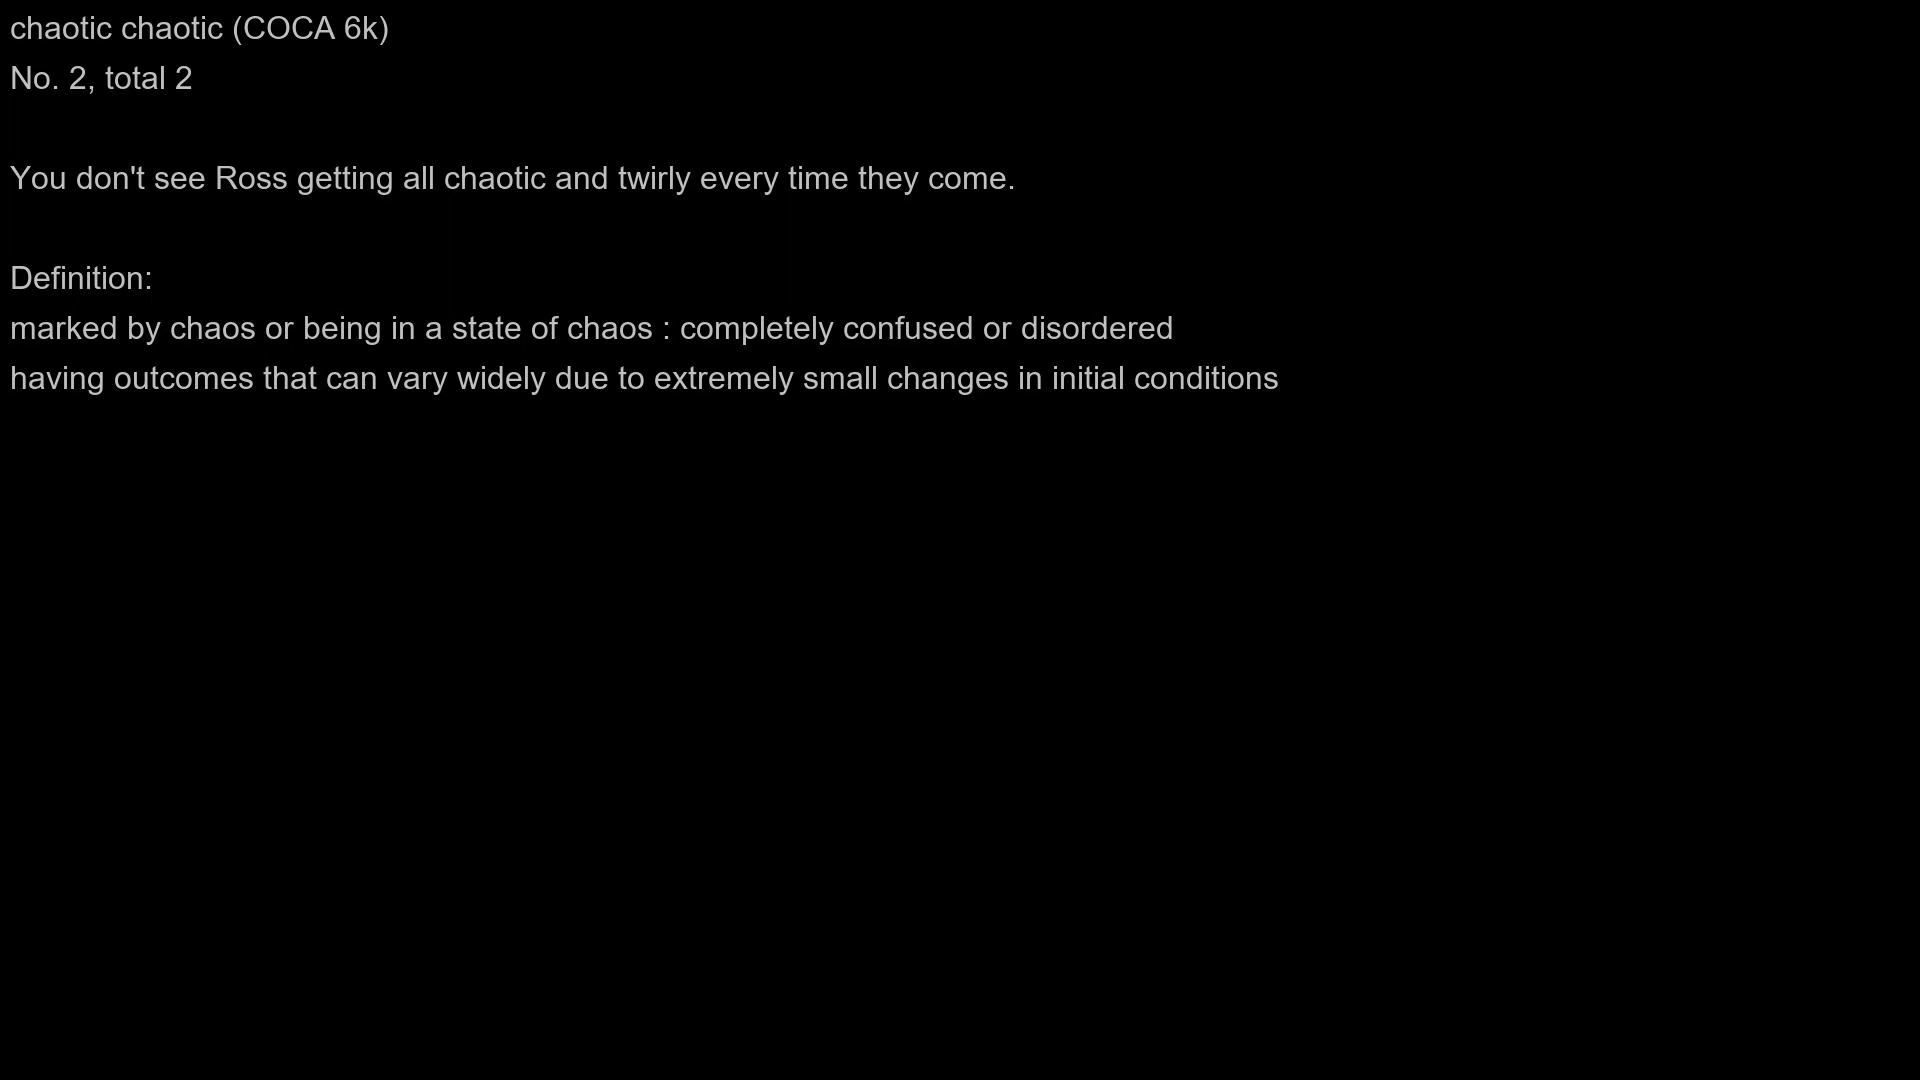 chaotic chaotic (COCA 6k)
No. 2, total 2
You don't see Ross getting all chaotic and twirly every time they come.
Definition:
marked by chaos or being in a state of chaos : completely confused or disordered
having outcomes that can vary widely due to extremely small changes in initial conditions